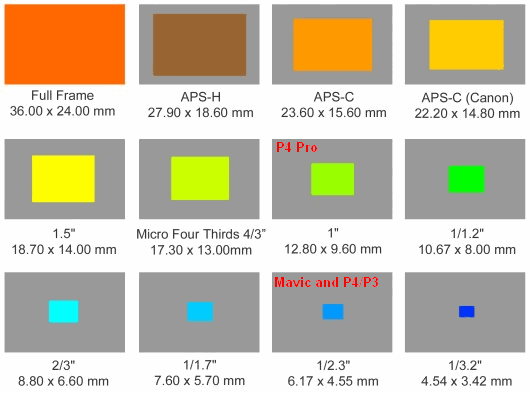 Full Frame
36.00 x 24.00 mm
APS-H
27.90 x 18.60 mm
APS-C
23.60 x 15.60 mm
APS-C (Canon)
22.20 x 14.80 mm
1.5"
18.70 x 14.00 mm
Micro Four Thirds 4/3”
17.30 x 13.00mm
P4 Pro
1"
12.80 x 9.60 mm
1/1.2"
10.67 x 8.00 mm
2/3"
8.80 x 6.60 mm
1/1.7"
7.60 x 5.70 mm
Mavic and P4/P3
1/2.3"
6.17 x 4.55 mm
1/3.2"
4.54 x 3.42 mm